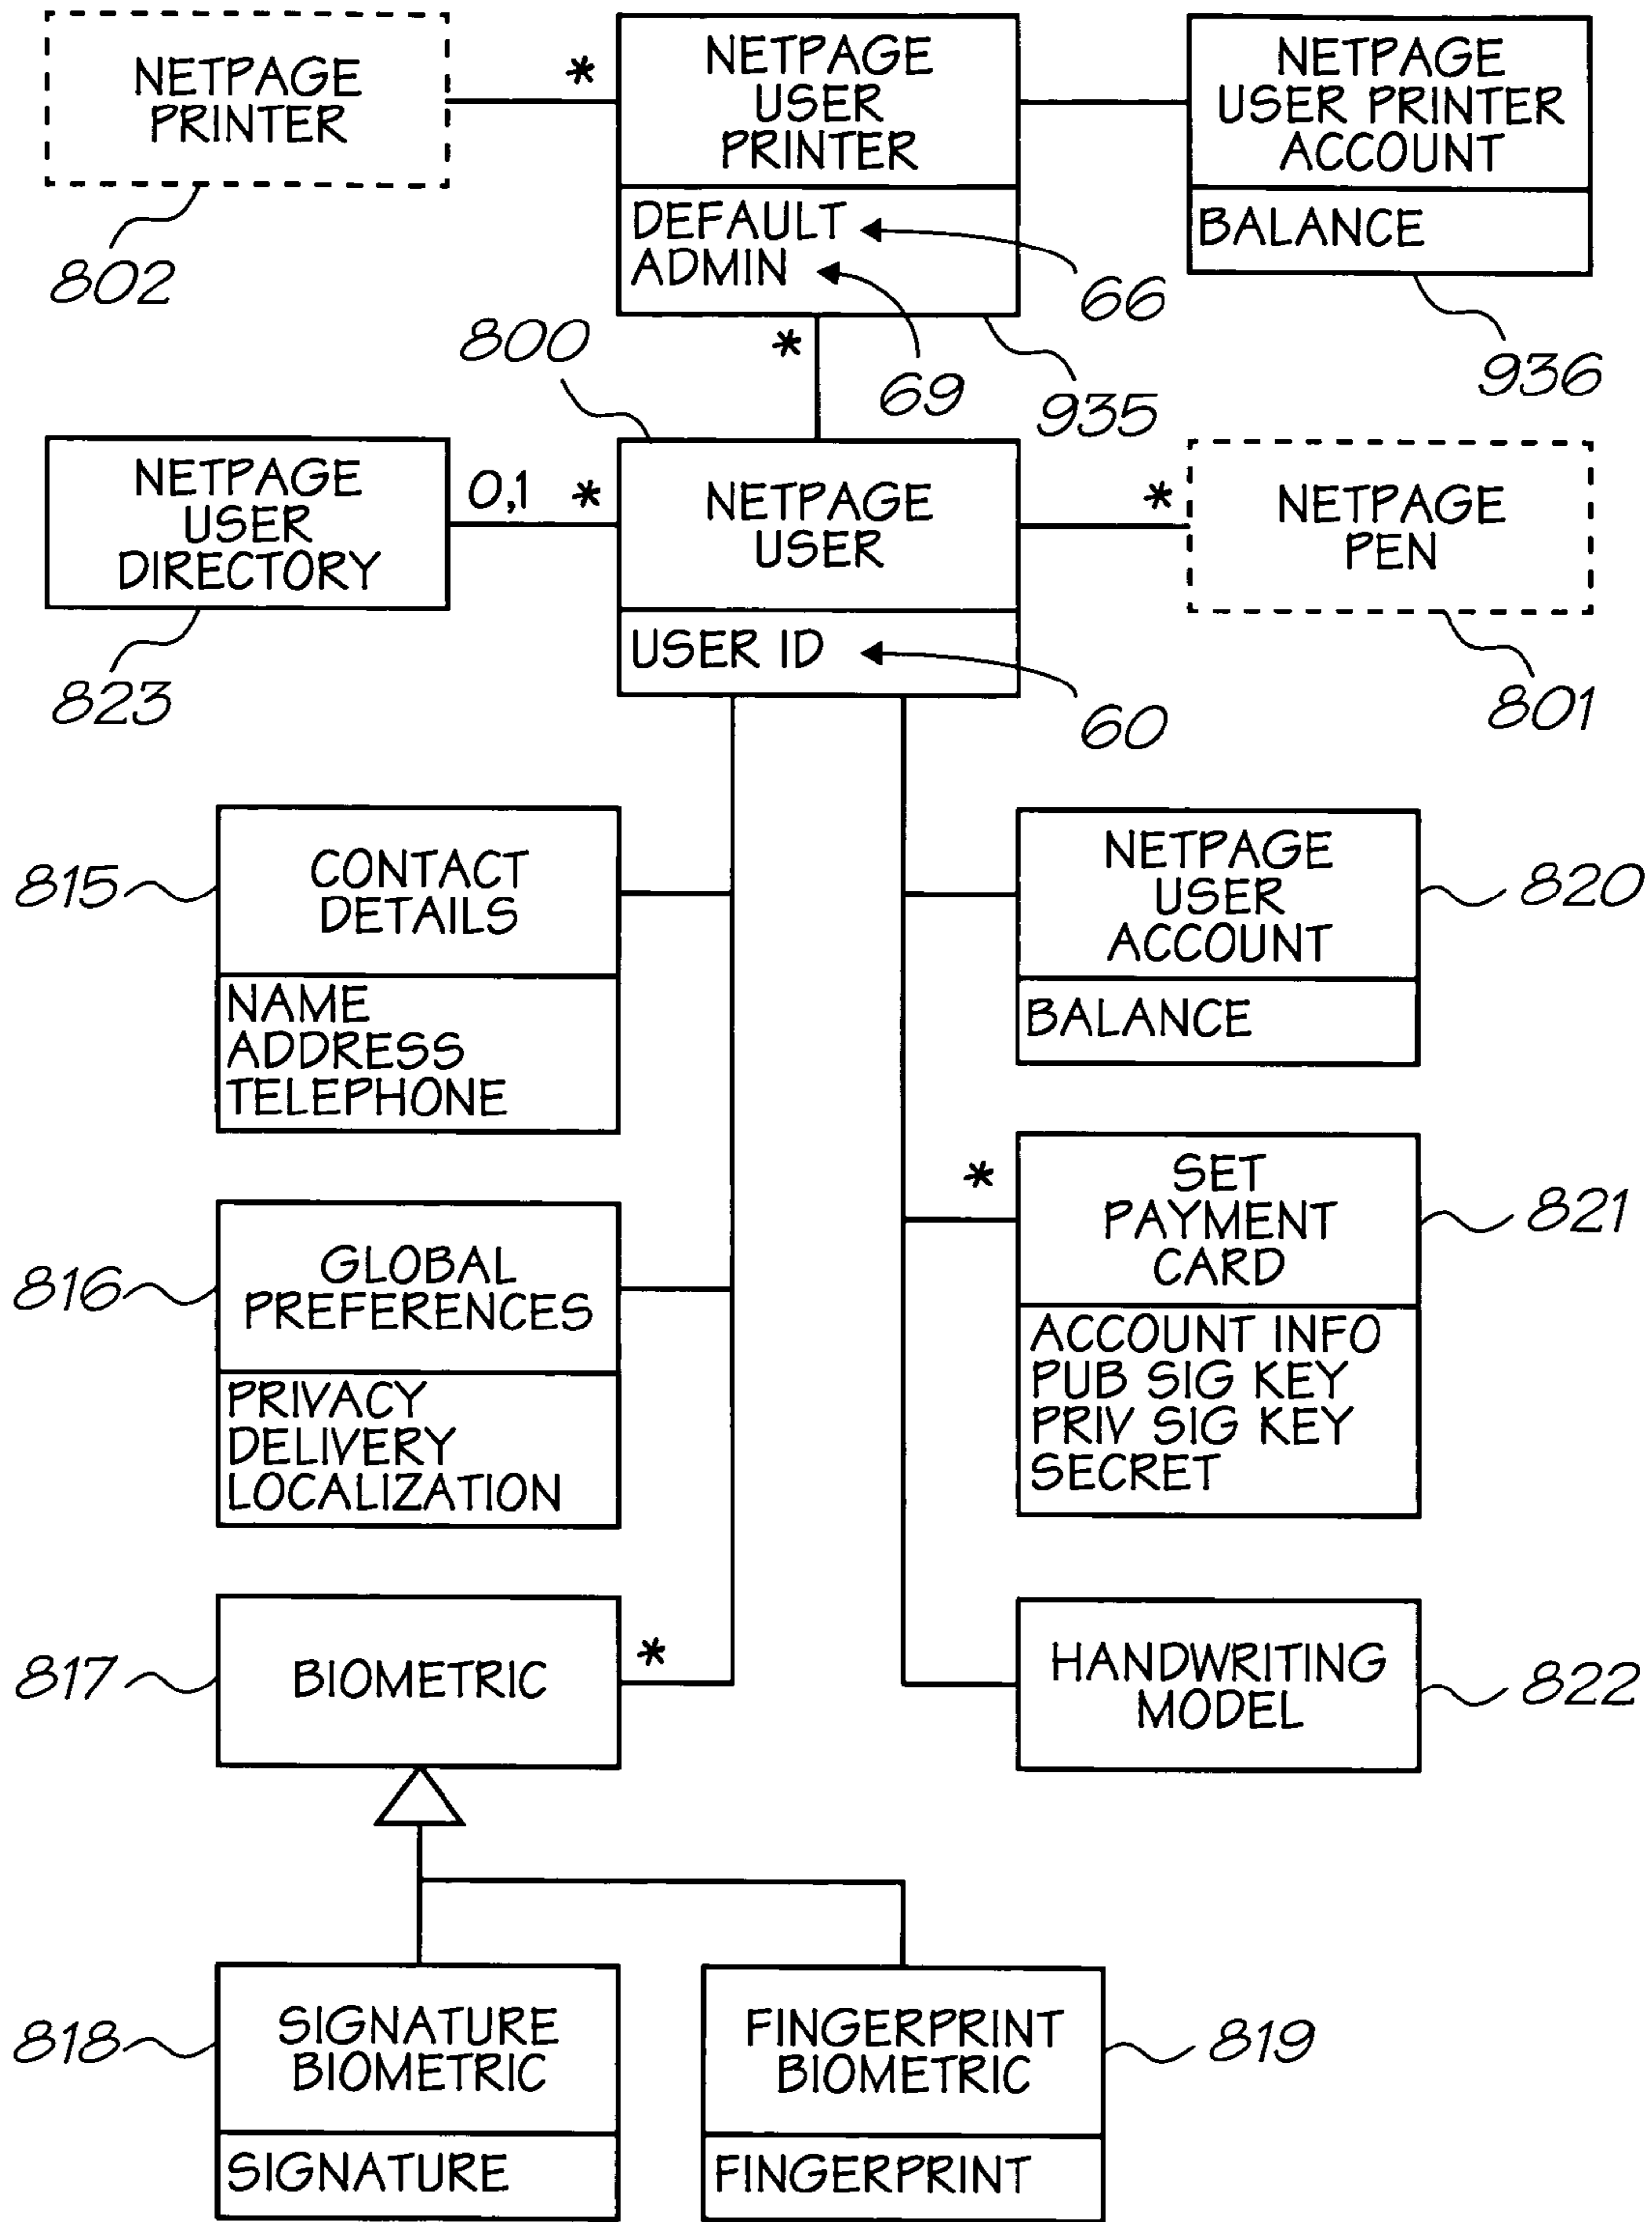 NETPAGE
PRINTER
*
NETPAGE
USER
PRINTER
DEFAULT
ADMIN
NETPAGE
USER PRINTER
ACCOUNT
BALANCE
802
66
69
935
936
800
*
NETPAGE
USER
DIRECTORY
0,1 *
NETPAGE
USER
USER ID
*
NETPAGE
PEN
823
60
801
815
CONTACT
DETAILS
NAME
ADDRESS
TELEPHONE
NETPAGE
USER
ACCOUNT
BALANCE
820
816
GLOBAL
PREFERENCES
PRIVACY
DELIVERY
LOCALIZATION
*
SET
PAYMENT
CARD
ACCOUNT INFO
PUB SIG KEY
PRIV SIG KEY
SECRET
821
817
BIOMETRIC
*
HANDWRITING
MODEL
822
818
SIGNATURE
BIOMETRIC
SIGNATURE
FINGERPRINT
BIOMETRIC
FINGERPRINT
819